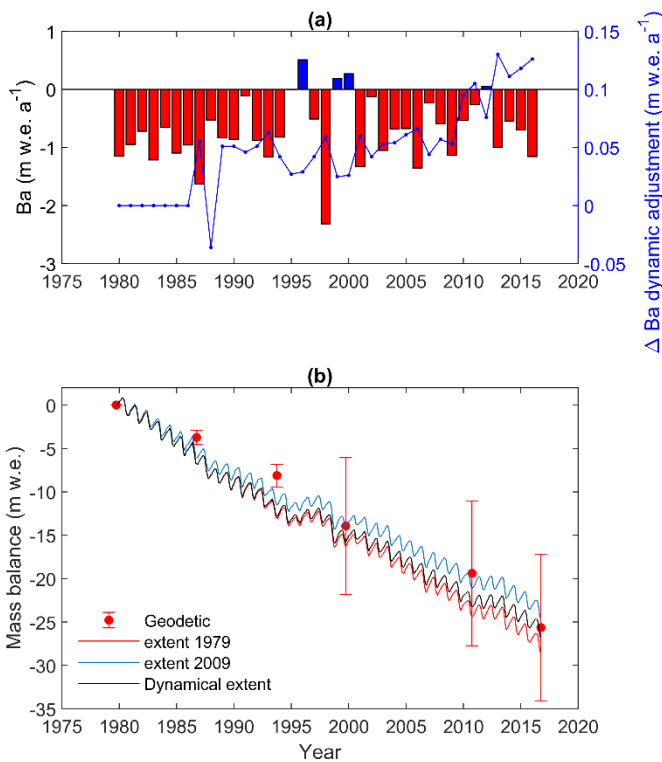 (a)
1
0
-1
-2
-3
Ba (m w.e. a-1)
0.15
0.1
0.05
0
-0.05
Δ Ba dynamic adjustment (m w.e. a-1)
1975 1980 1985 1990 1995 2000 2005 2010 2015 2020
(b)
0
-5
-10
-15
-20
-25
-30
-35
Mass balance (m w.e.)
Geodetic
extent 1979
extent 2009
Dynamical extent
1975 1980 1985 1990 1995 2000 2005 2010 2015 2020
Year